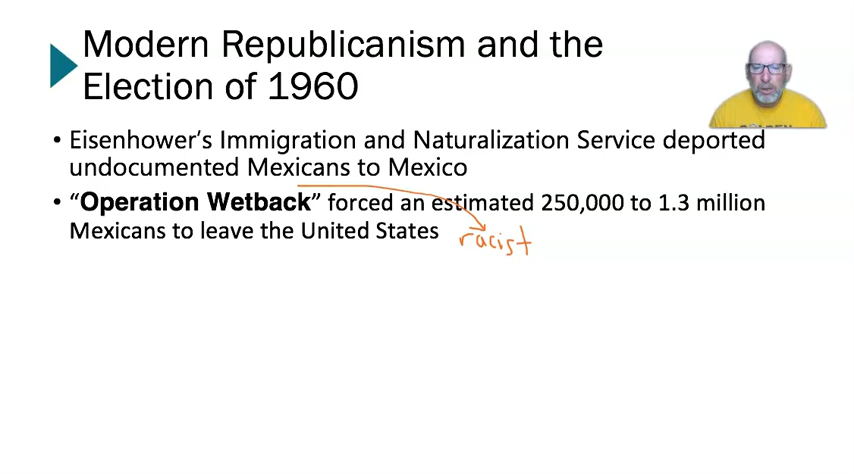 Modern Republicanism and the
Election of 1960
• Eisenhower's Immigration and Naturalization Service deported
undocumented Mexicans to Mexico
• "Operation Wetback" forced an estimated 250,000 to 1.3 million
Mexicans to leave the United States
racist